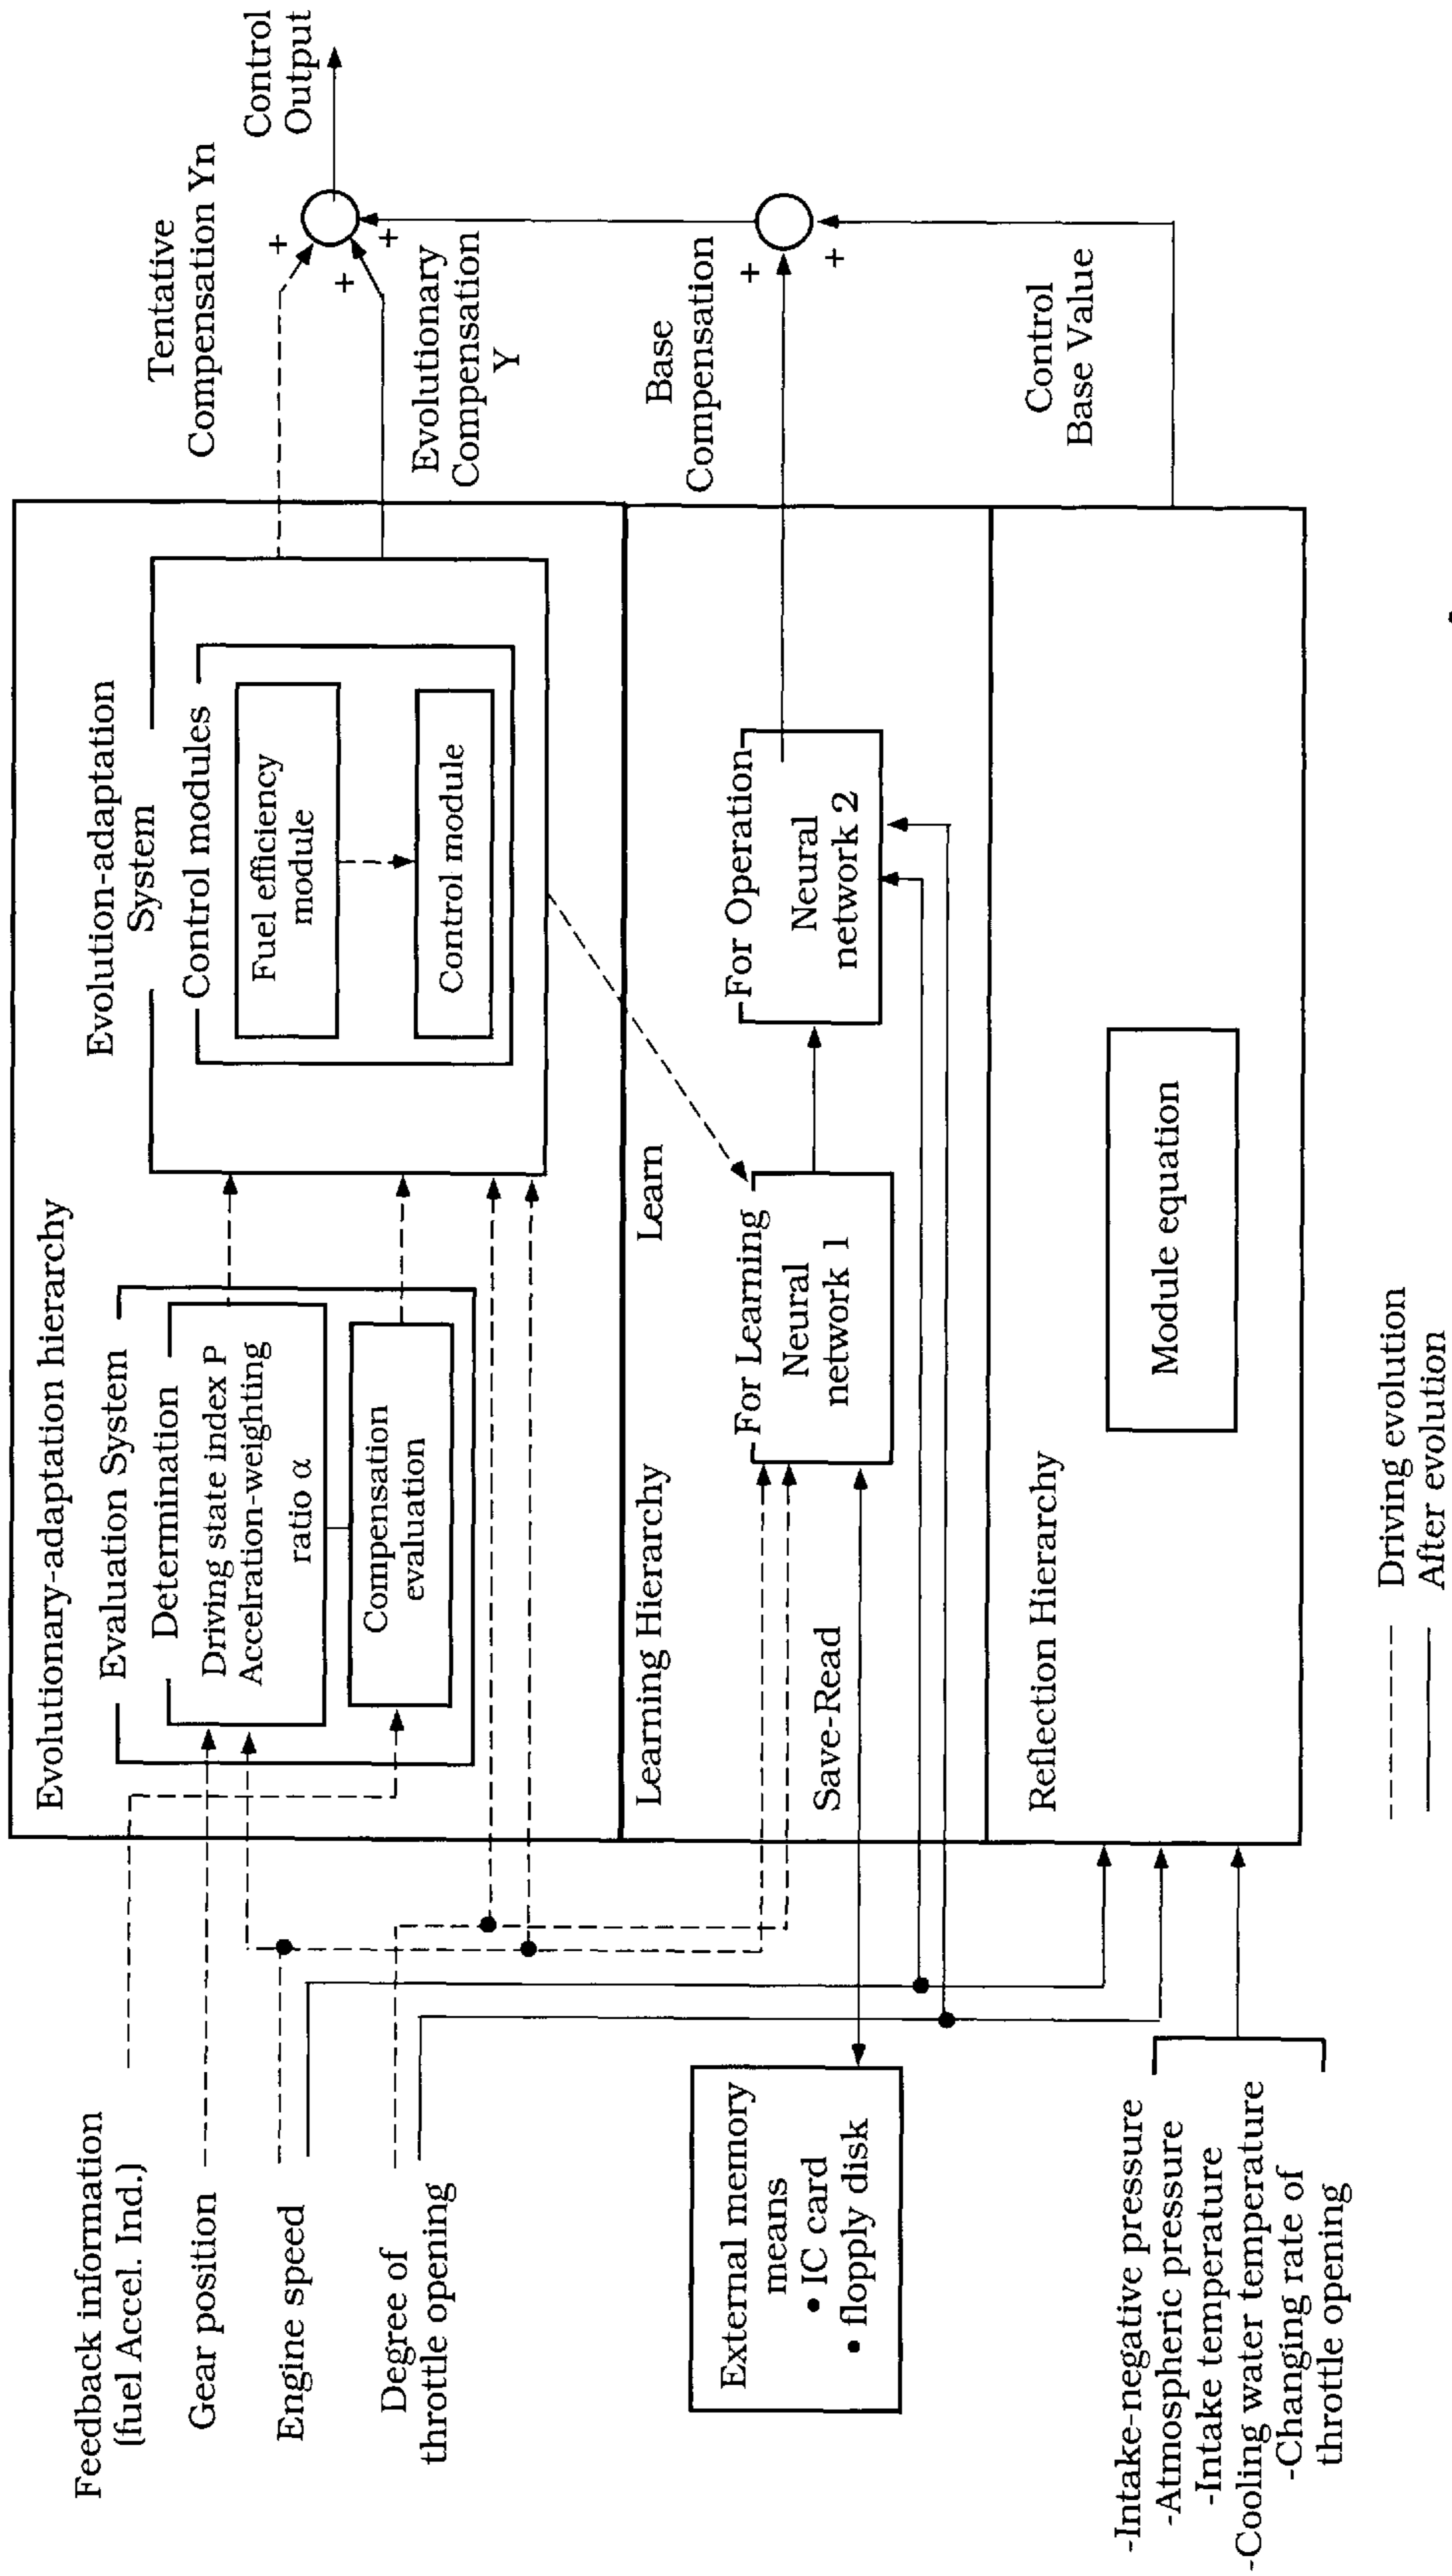 Feedback information
(fuel Accel. Ind.)
Gear position
Engine speed
Degree of
throttle opening
External memory
means
• IC card
• flopply disk
-Intake-negative pressure
-Atmospheric pressure
-Intake temperature
-Cooling water temperature
-Changing rate of
throttle opening
Evolutionary-adaptation hierarchy
Evaluation System
Determination
Driving state index P
Accelration-weighting
ratio α
Compensation
evaluation
Evolution-adaptation
System
Control modules
Fuel efficiency
module
Control module
Learning Hierarchy
Learn
Save-Read
For Learning
Neural
network 1
For Operation
Neural
network 2
Reflection Hierarchy
Module equation
Tentative
Compensation Yn
Evolutionary
Compensation
Y
Base
Compensation
Control
Base Value
Control
Output
+
+
+
+
+
Driving evolution
After evolution